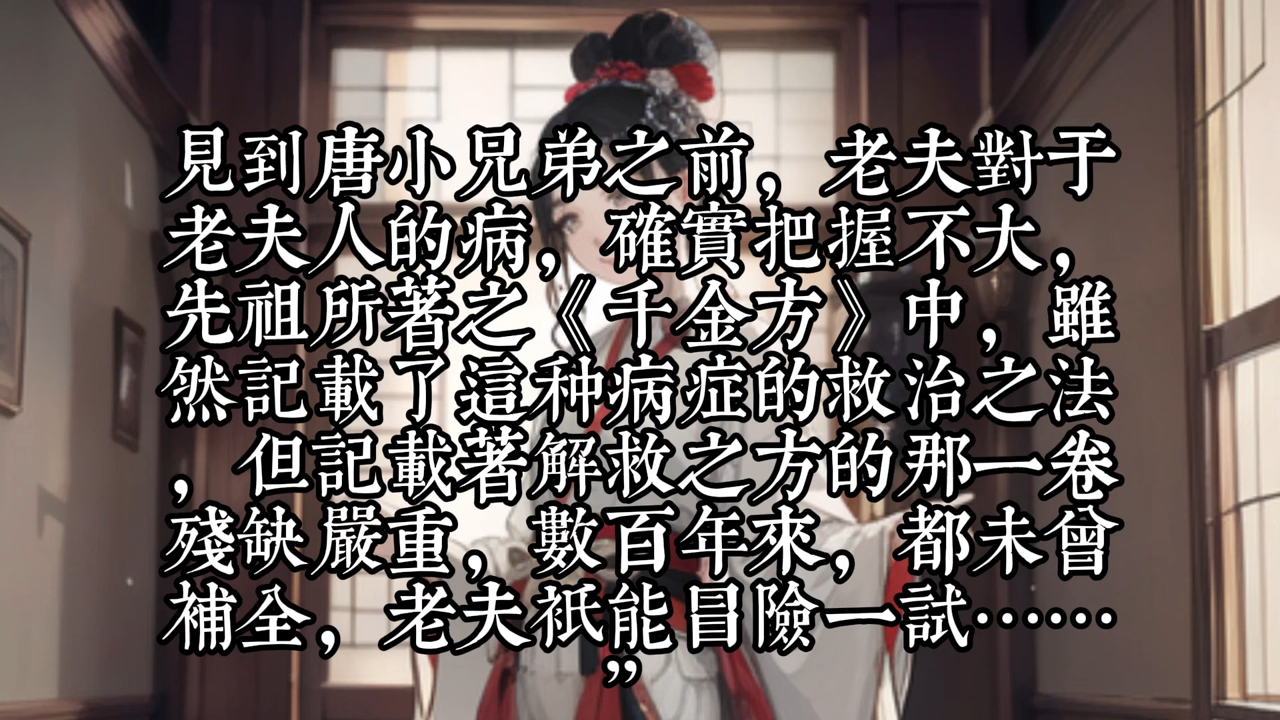 見到唐小兄弟之前，老夫對于
老夫人的病，確實把握不大，
先祖所著之《千金方》中，雖
然記載了這种病症的救治之法
，但記載著解救之方的那一卷
殘缺嚴重，數百年來，都未曾
補全，老夫衹能冒險一試……
”